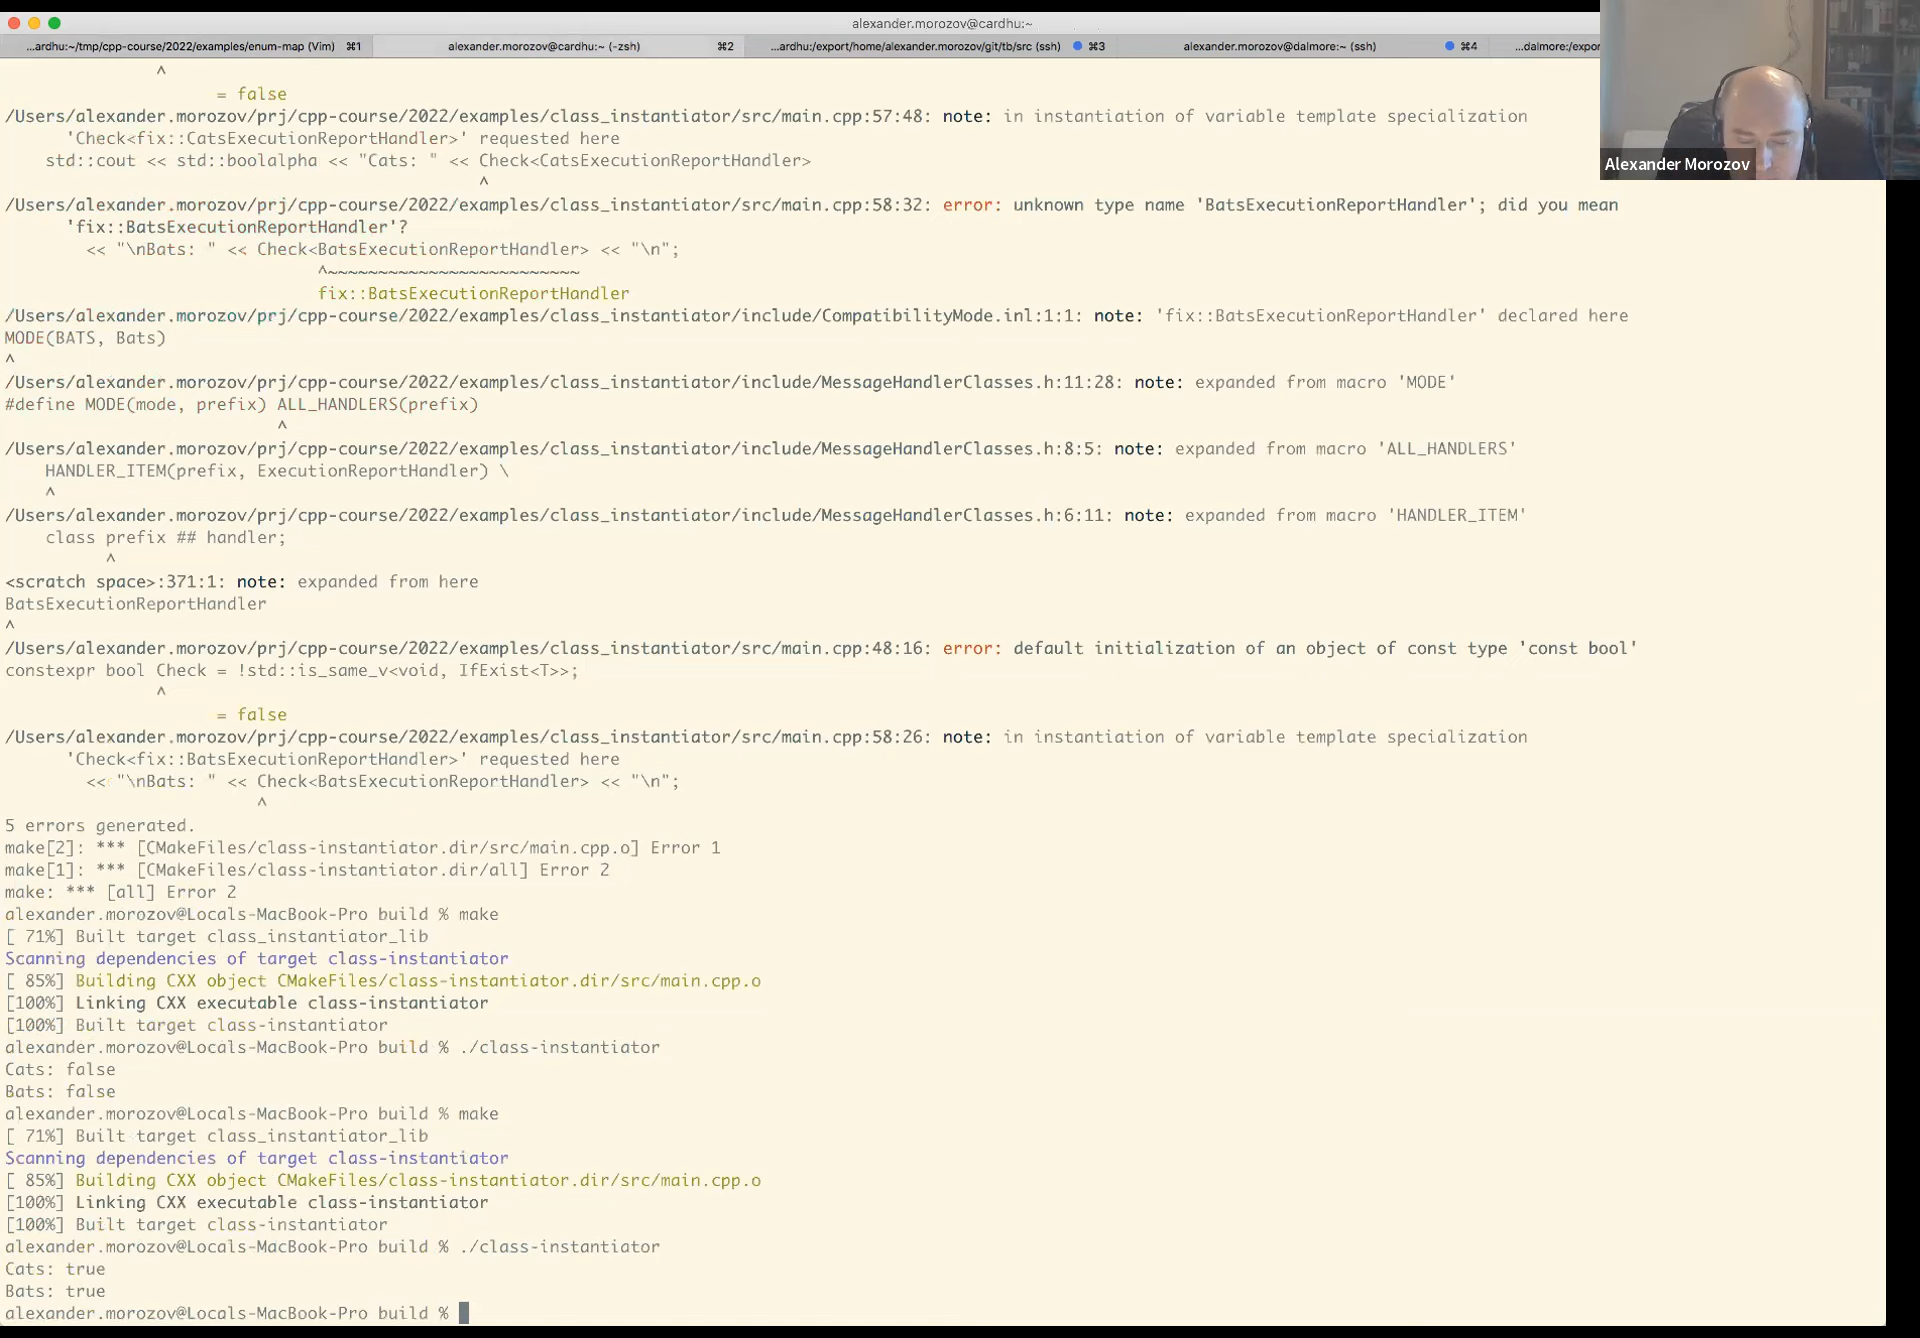 alexander.morozov@cardhu:~
...ardhu:~/tmp/cpp-course/2022/examples/enum-map (Vim) ⌘1 alexander.morozov@cardhu:~ (-zsh) ⌘2 ...ardhu:/export/home/alexander.morozov/git/tb/src (ssh) ⌘3 alexander.morozov@dalmore:~ (ssh) ⌘4 ...dalmore:/expor
^
= false
/Users/alexander.morozov/prj/cpp-course/2022/examples/class_instantiator/src/main.cpp:57:48: note: in instantiation of variable template specialization
'Check<fix::CatsExecutionReportHandler>' requested here
std::cout << std::boolalpha << "Cats: " << Check<CatsExecutionReportHandler>
Alexander Morozov
^
/Users/alexander.morozov/prj/cpp-course/2022/examples/class_instantiator/src/main.cpp:58:32: error: unknown type name 'BatsExecutionReportHandler'; did you mean
'fix::BatsExecutionReportHandler'?
<< "\nBats: " << Check<BatsExecutionReportHandler> << "\n";
^~~~~~~~~~~~~~~~~~~~~~~~~~
fix::BatsExecutionReportHandler
/Users/alexander.morozov/prj/cpp-course/2022/examples/class_instantiator/include/CompatibilityMode.inl:1:1: note: 'fix::BatsExecutionReportHandler' declared here
MODE(BATS, Bats)
^
/Users/alexander.morozov/prj/cpp-course/2022/examples/class_instantiator/include/MessageHandlerClasses.h:11:28: note: expanded from macro 'MODE'
#define MODE(mode, prefix) ALL_HANDLERS(prefix)
^
/Users/alexander.morozov/prj/cpp-course/2022/examples/class_instantiator/include/MessageHandlerClasses.h:8:5: note: expanded from macro 'ALL_HANDLERS'
HANDLER_ITEM(prefix, ExecutionReportHandler) \
^
/Users/alexander.morozov/prj/cpp-course/2022/examples/class_instantiator/include/MessageHandlerClasses.h:6:11: note: expanded from macro 'HANDLER_ITEM'
class prefix ## handler;
^
<scratch space>:371:1: note: expanded from here
BatsExecutionReportHandler
^
/Users/alexander.morozov/prj/cpp-course/2022/examples/class_instantiator/src/main.cpp:48:16: error: default initialization of an object of const type 'const bool'
constexpr bool Check = !std::is_same_v<void, IfExist<T>>;
^
= false
/Users/alexander.morozov/prj/cpp-course/2022/examples/class_instantiator/src/main.cpp:58:26: note: in instantiation of variable template specialization
'Check<fix::BatsExecutionReportHandler>' requested here
<< "\nBats: " << Check<BatsExecutionReportHandler> << "\n";
^
5 errors generated.
make[2]: *** [CMakeFiles/class-instantiator.dir/src/main.cpp.o] Error 1
make[1]: *** [CMakeFiles/class-instantiator.dir/all] Error 2
make: *** [all] Error 2
alexander.morozov@Locals-MacBook-Pro build % make
[ 71%] Built target class_instantiator_lib
Scanning dependencies of target class-instantiator
[ 85%] Building CXX object CMakeFiles/class-instantiator.dir/src/main.cpp.o
[100%] Linking CXX executable class-instantiator
[100%] Built target class-instantiator
alexander.morozov@Locals-MacBook-Pro build % ./class-instantiator
Cats: false
Bats: false
alexander.morozov@Locals-MacBook-Pro build % make
[ 71%] Built target class_instantiator_lib
Scanning dependencies of target class-instantiator
[ 85%] Building CXX object CMakeFiles/class-instantiator.dir/src/main.cpp.o
[100%] Linking CXX executable class-instantiator
[100%] Built target class-instantiator
alexander.morozov@Locals-MacBook-Pro build % ./class-instantiator
Cats: true
Bats: true
alexander.morozov@Locals-MacBook-Pro build %